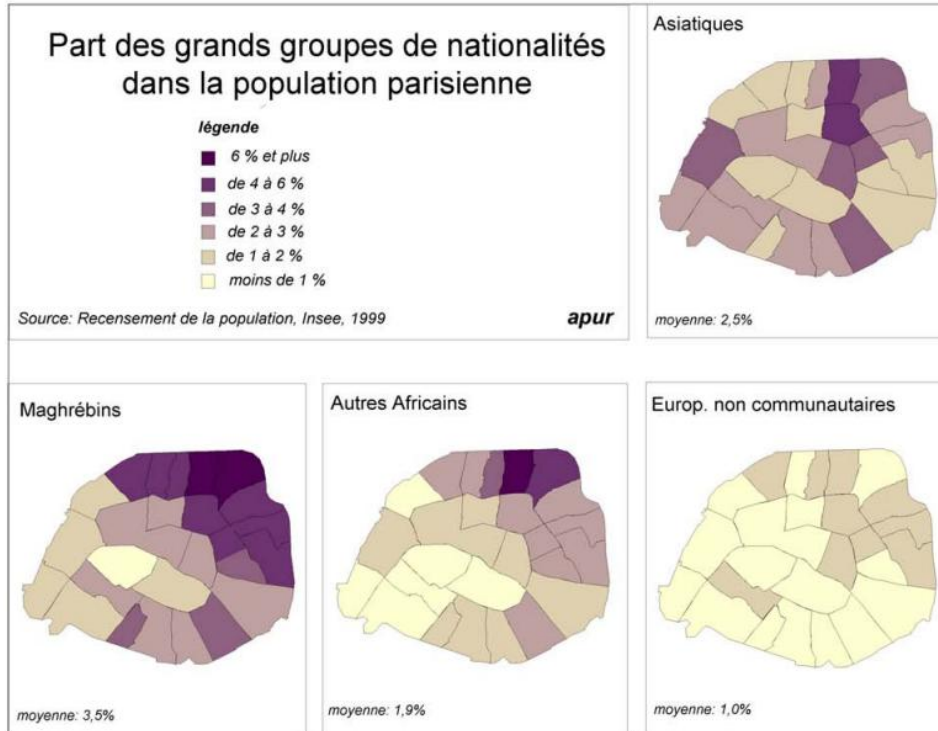 Part des grands groupes de nationalités
dans la population parisienne
légende
6 % et plus
de 4 à 6 %
de 3 à 4 %
de 2 à 3 %
de 1 à 2 %
moins de 1 %
Source: Recensement de la population, Insee, 1999
apur
Asiatiques
moyenne: 2,5%
Maghrébins
moyenne: 3,5%
Autres Africains
moyenne: 1,9%
Europ. non communautaires
moyenne: 1,0%